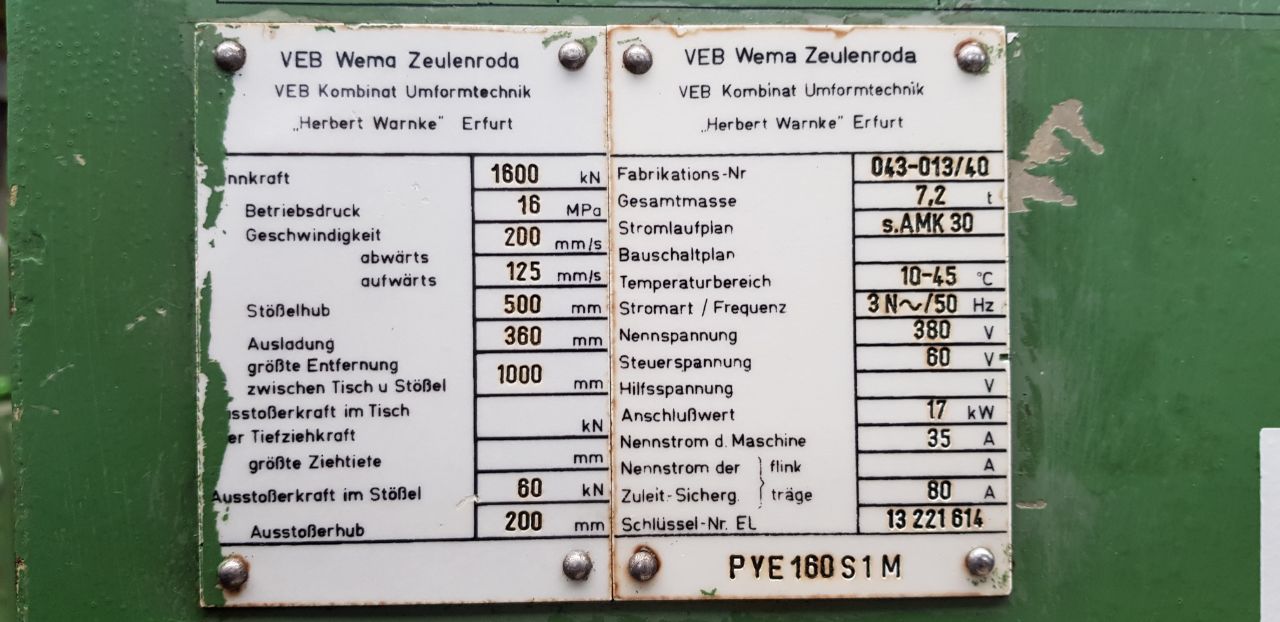 VEB Wema Zeulenroda
VEB Kombinat Umformtechnik
„Herbert Warnke" Erfurt
nnkraft 1600 kN
Betriebsdruck 16 MPa
Geschwindigkeit
abwärts 200 mm/s
aufwärts 125 mm/s
Stößelhub 500 mm
Ausladung 360 mm
größte Entfernung
zwischen Tisch u Stößel 1000 mm
sstoßerkraft im Tisch
er Tiefziehkraft kN
größte Ziehtiefe mm
Ausstoßerkraft im Stößel 60 kN
Ausstoßerhub 200 mm
VEB Wema Zeulenroda
VEB Kombinat Umformtechnik
„Herbert Warnke" Erfurt
Fabrikations-Nr 043-013/40
Gesamtmasse 7,2 t
Stromlaufplan s.AMK 30
Bauschaltplan
Temperaturbereich 10-45 °C
Stromart / Frequenz 3 N~/50 Hz
Nennspannung 380 V
Steuerspannung 60 V
Hilfsspannung V
Anschlußwert 17 kW
Nennstrom d. Maschine 35 A
Nennstrom der } flink A
Zuleit-Sicherg. } träge 80 A
Schlüssel-Nr. EL 13 221 614
PYE 160 S 1 M